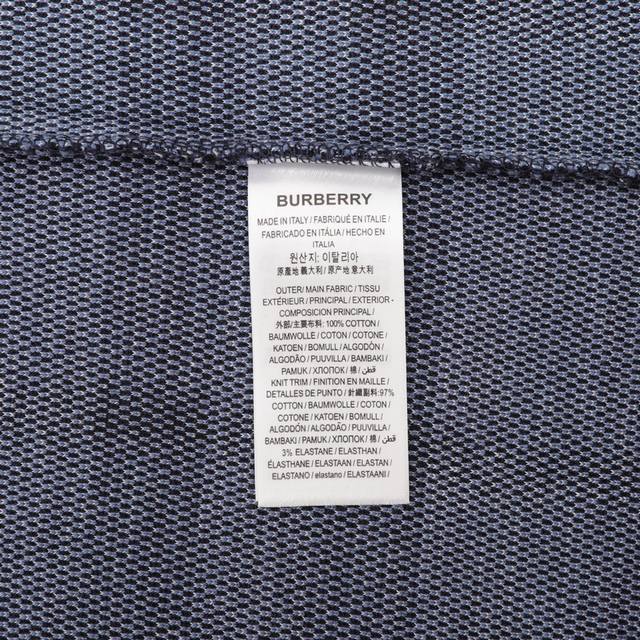 BURBERRY
MADE IN ITALY / FABRIQUÉ EN ITALIE /
FABRICADO EN ITÁLIA / HECHO EN
ITALIA
원산지: 이탈리아
原產地 義大利 / 原产地 意大利
OUTER/ MAIN FABRIC / TISSU
EXTÉRIEUR / PRINCIPAL / EXTERIOR -
COMPOSICION PRINCIPAL /
外部/主要布料: 100% COTTON /
BAUMWOLLE / COTON / COTONE /
KATOEN / BOMULL / ALGODÓN /
ALGODÃO / PUUVILLA / BAMBAKI /
PAMUK / ХЛОПОК / 棉 / قطن /
KNIT TRIM / FINITION EN MAILLE /
DETALLES DE PUNTO / 針織副料: 97%
COTTON / BAUMWOLLE / COTON /
COTONE / KATOEN / BOMULL /
ALGODÓN / ALGODÃO / PUUVILLA /
BAMBAKI / PAMUK / ХЛОПОК / 棉 / قطن /
3% ELASTANE / ELASTHAN /
ÉLASTHANE / ELASTAAN / ELASTAN /
ELASTANO / elastano / ELASTAANI /